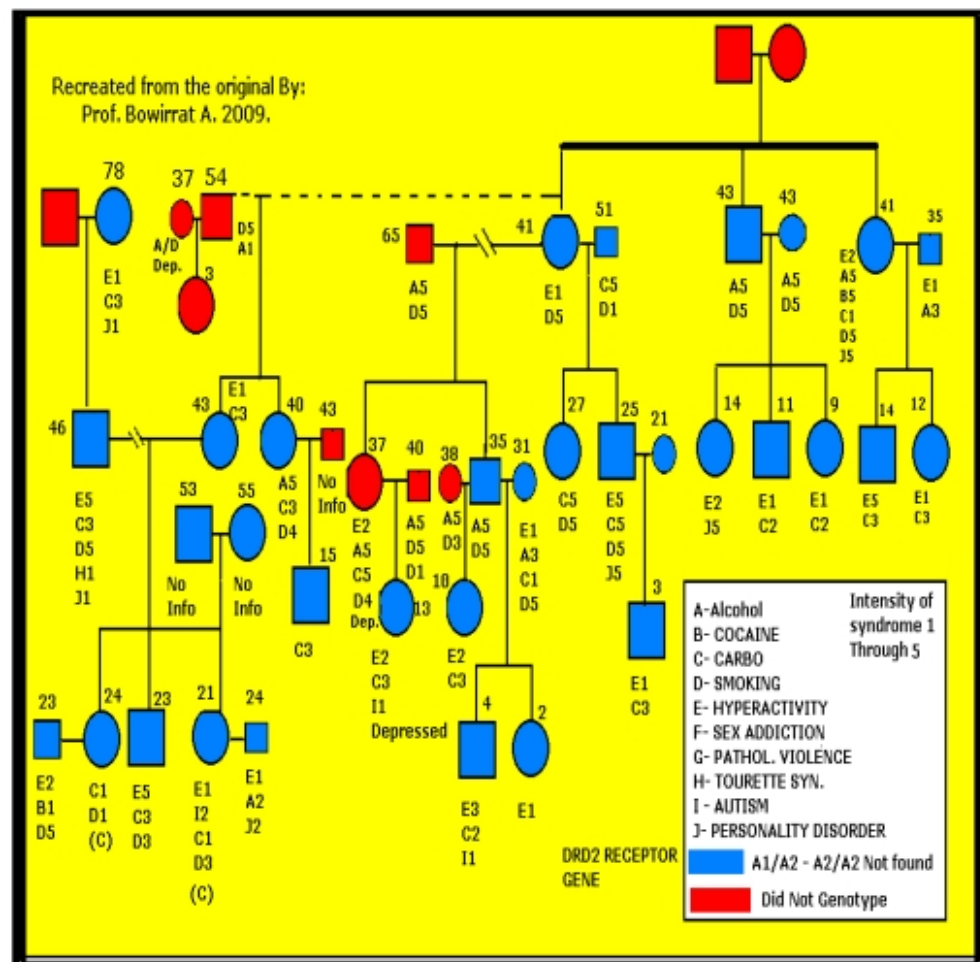 Recreated from the original By:
Prof. Bowirrat A. 2009.
78
37
54
A/D
Dep.
D5
A1
3
E1
C3
J1
65
A5
D5
41
51
E1
D5
C5
D1
43
43
A5
D5
A5
D5
41
35
E2
A5
B5
C1
D5
J5
E1
A3
46
E5
C3
D5
H1
J1
43
E1
C3
40
A5
C3
D4
43
No
Info
37
E2
A5
C5
D4
Dep.
40
A5
D5
D1
38
A5
D3
35
A5
D5
31
E1
A3
C1
D5
27
C5
D5
25
E5
C5
D5
J5
21
14
E2
J5
11
E1
C2
9
E1
C2
14
E5
C3
12
E1
C3
53
No
Info
55
No
Info
15
C3
13
E2
C3
I1
Depressed
18
E2
C3
3
E1
C3
23
E2
B1
D5
24
C1
D1
(C)
23
E5
C3
D3
21
E1
I2
C1
D3
(C)
24
E1
A2
J2
4
E3
C2
I1
2
E1
DRD2 RECEPTOR
GENE
A-Alcohol
B- COCAINE
C- CARBO
D- SMOKING
E- HYPERACTIVITY
F- SEX ADDICTION
G- PATHOL. VIOLENCE
H- TOURETTE SYN.
I - AUTISM
J- PERSONALITY DISORDER
Intensity of
syndrome 1
Through 5
A1/A2 - A2/A2 Not found
Did Not Genotype